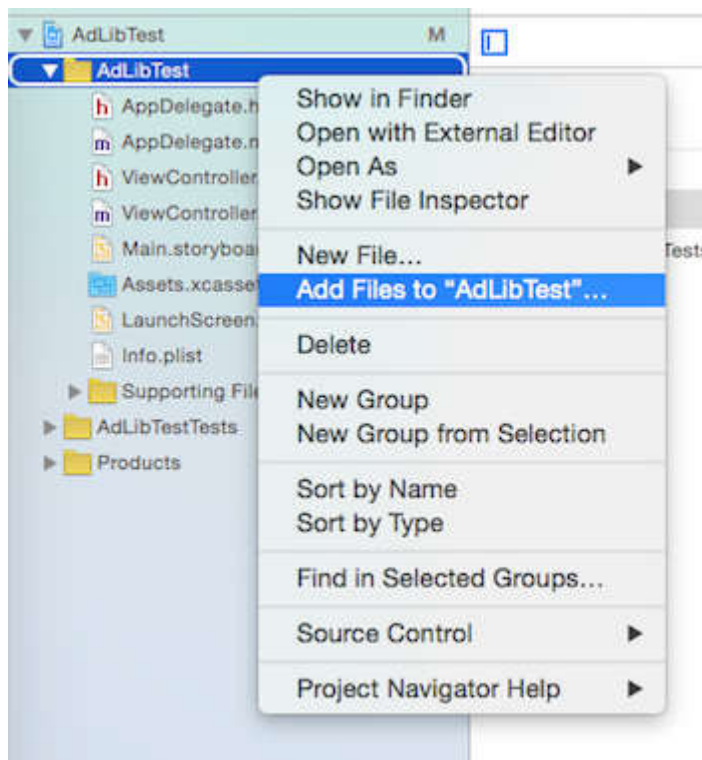 AdLibTest
M
AdLibTest
AppDelegate.h
AppDelegate.m
ViewController
ViewController
Main.storyboa
Assets.xcasset
LaunchScreen.
Info.plist
Supporting File
AdLibTestTests
Products
Show in Finder
Open with External Editor
Open As
Show File Inspector
New File...
Add Files to “AdLibTest”...
Delete
New Group
New Group from Selection
Sort by Name
Sort by Type
Find in Selected Groups...
Source Control
Project Navigator Help
Tests